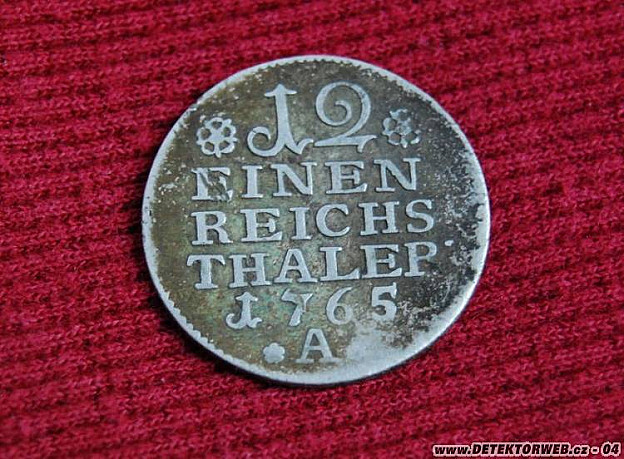 12
EINEN
REICHS
THALER
1765
A
www.DETEKTORWEB.cz - 04